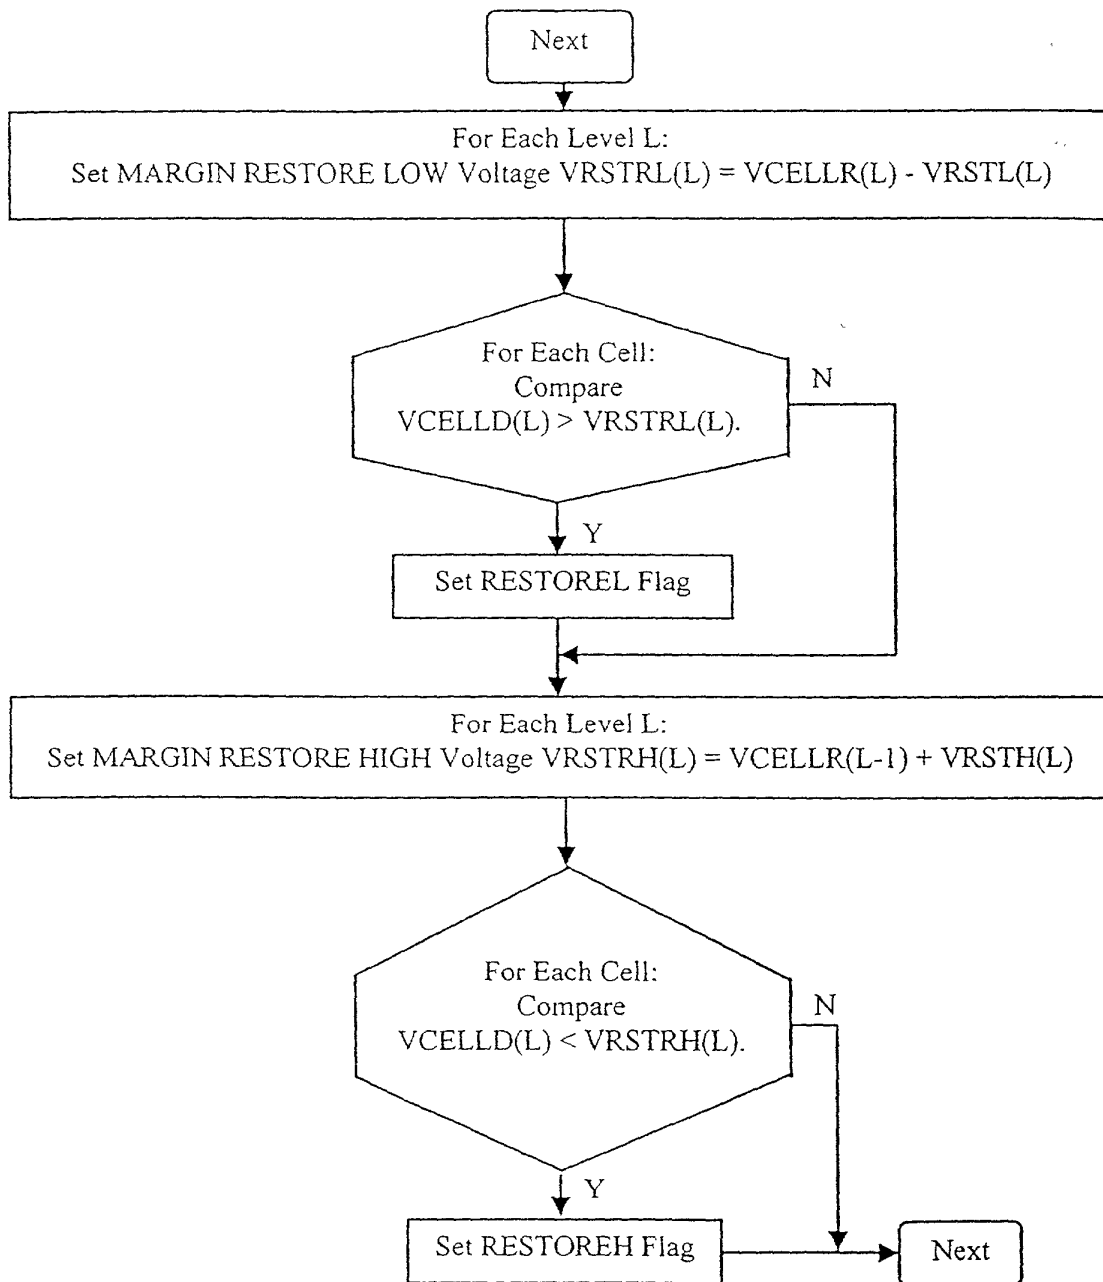 Next
For Each Level L:
Set MARGIN RESTORE LOW Voltage VRSTRL(L) = VCELLR(L) - VRSTL(L)
For Each Cell:
Compare
VCELLD(L) > VRSTRL(L).
N
Y
Set RESTOREL Flag
For Each Level L:
Set MARGIN RESTORE HIGH Voltage VRSTRH(L) = VCELLR(L-1) + VRSTH(L)
For Each Cell:
Compare
VCELLD(L) < VRSTRH(L).
N
Y
Set RESTOREH Flag
Next